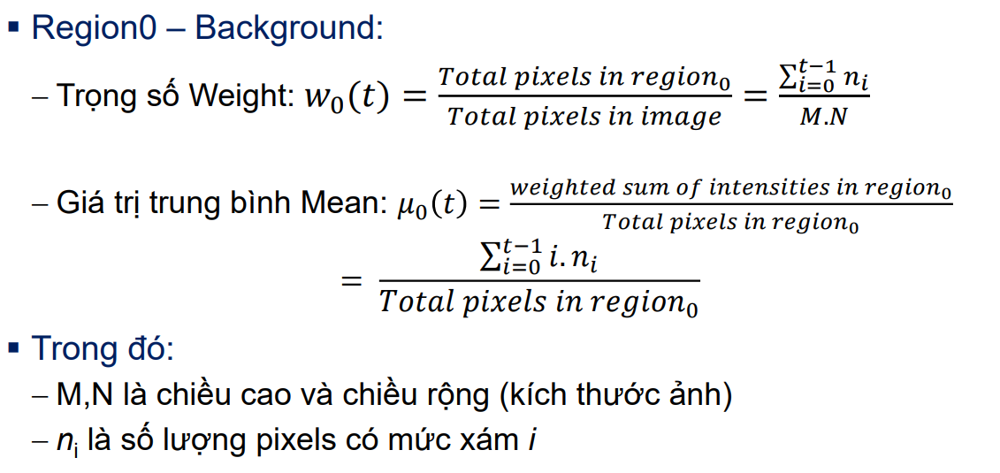 ▪ Region0 – Background:
– Trọng số Weight: $w_0(t) = \frac{Total\ pixels\ in\ region_0}{Total\ pixels\ in\ image} = \frac{\sum_{i=0}^{t-1} n_i}{M.N}$
– Giá trị trung bình Mean: $\mu_0(t) = \frac{weighted\ sum\ of\ intensities\ in\ region_0}{Total\ pixels\ in\ region_0}$
$= \frac{\sum_{i=0}^{t-1} i.n_i}{Total\ pixels\ in\ region_0}$
▪ Trong đó:
– M,N là chiều cao và chiều rộng (kích thước ảnh)
– $n_i$ là số lượng pixels có mức xám i